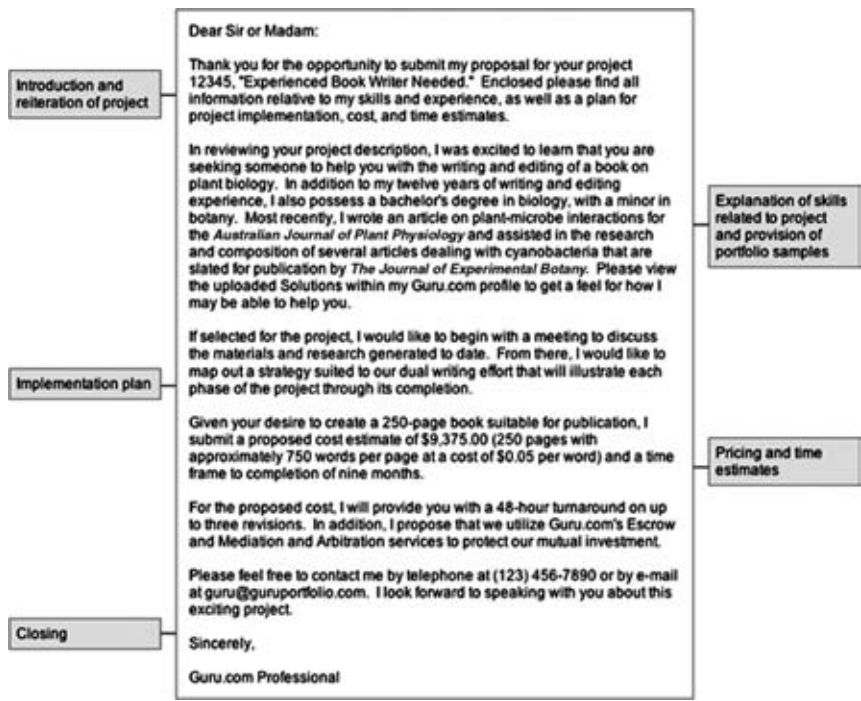 Dear Sir or Madam:
Introduction and
reiteration of project
Thank you for the opportunity to submit my proposal for your project
12345, "Experienced Book Writer Needed." Enclosed please find all
information relative to my skills and experience, as well as a plan for
project implementation, cost, and time estimates.
In reviewing your project description, I was excited to learn that you are
seeking someone to help you with the writing and editing of a book on
plant biology. In addition to my twelve years of writing and editing
experience, I also possess a bachelor's degree in biology, with a minor in
botany. Most recently, I wrote an article on plant-microbe interactions for
the Australian Journal of Plant Physiology and assisted in the research
and composition of several articles dealing with cyanobacteria that are
slated for publication by The Journal of Experimental Botany. Please view
the uploaded Solutions within my Guru.com profile to get a feel for how I
may be able to help you.
Explanation of skills
related to project
and provision of
portfolio samples
If selected for the project, I would like to begin with a meeting to discuss
the materials and research generated to date. From there, I would like to
map out a strategy suited to our dual writing effort that will illustrate each
phase of the project through its completion.
Implementation plan
Given your desire to create a 250-page book suitable for publication, I
submit a proposed cost estimate of $9,375.00 (250 pages with
approximately 750 words per page at a cost of $0.05 per word) and a time
frame to completion of nine months.
Pricing and time
estimates
For the proposed cost, I will provide you with a 48-hour turnaround on up
to three revisions. In addition, I propose that we utilize Guru.com's Escrow
and Mediation and Arbitration services to protect our mutual investment.
Please feel free to contact me by telephone at (123) 456-7890 or by e-mail
at guru@guruportfolio.com. I look forward to speaking with you about this
exciting project.
Closing
Sincerely,
Guru.com Professional